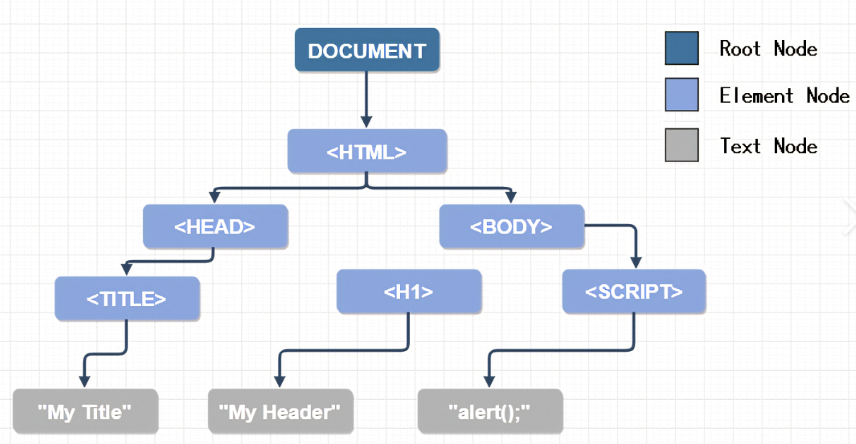 DOCUMENT
Root Node
Element Node
Text Node
<HTML>
<HEAD>
<BODY>
<TITLE>
<H1>
<SCRIPT>
"My Title"
"My Header"
"alert();"